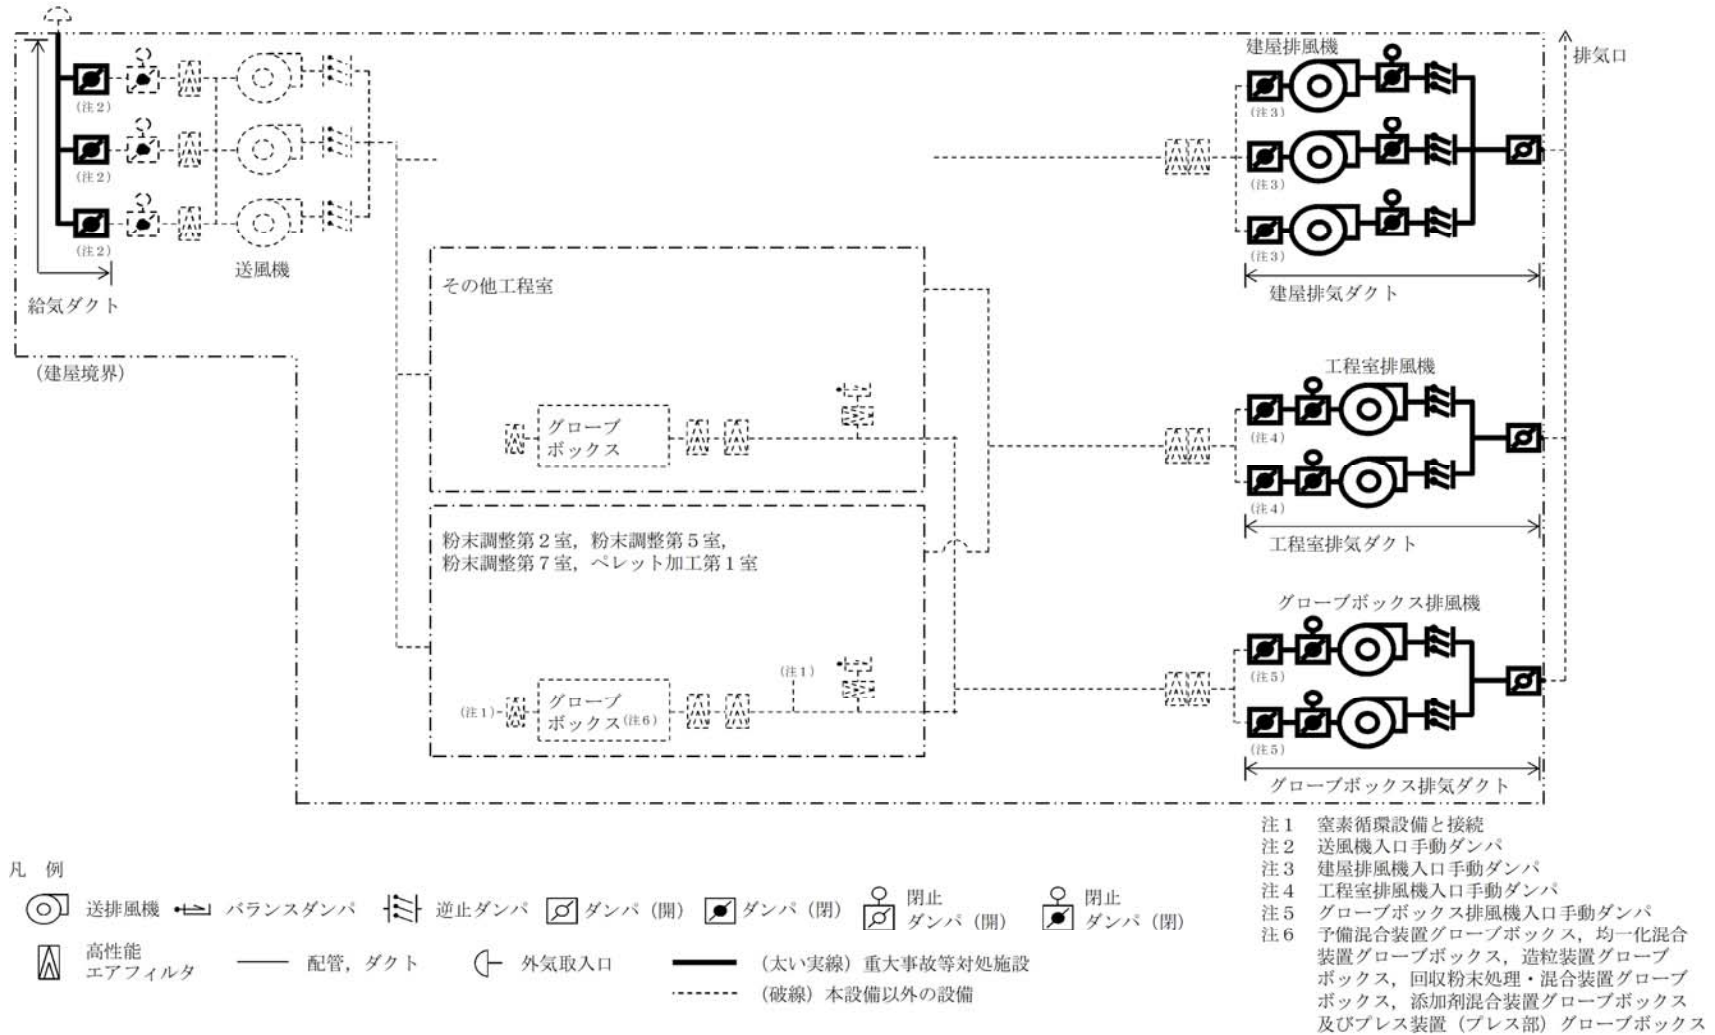 建屋排風機
排気口
(注2)
(注2)
(注2)
送風機
給気ダクト
(建屋境界)
(注3)
(注3)
(注3)
建屋排気ダクト
その他工程室
グローブ
ボックス
工程室排風機
(注4)
(注4)
工程室排気ダクト
粉末調整第2室，粉末調整第5室，
粉末調整第7室，ペレット加工第1室
(注1)
(注1)
グローブ
ボックス(注6)
グローブボックス排風機
(注5)
(注5)
グローブボックス排気ダクト
注1 窒素循環設備と接続
注2 送風機入口手動ダンパ
注3 建屋排風機入口手動ダンパ
注4 工程室排風機入口手動ダンパ
注5 グローブボックス排風機入口手動ダンパ
注6 予備混合装置グローブボックス，均一化混合
装置グローブボックス，造粒装置グローブ
ボックス，回収粉末処理・混合装置グローブ
ボックス，添加剤混合装置グローブボックス
及びプレス装置（プレス部）グローブボックス
凡 例
送排風機
バランスダンパ
逆止ダンパ
ダンパ（開）
ダンパ（閉）
閉止
ダンパ（開）
閉止
ダンパ（閉）
高性能
エアフィルタ
配管，ダクト
外気取入口
（太い実線）重大事故等対処施設
（破線）本設備以外の設備